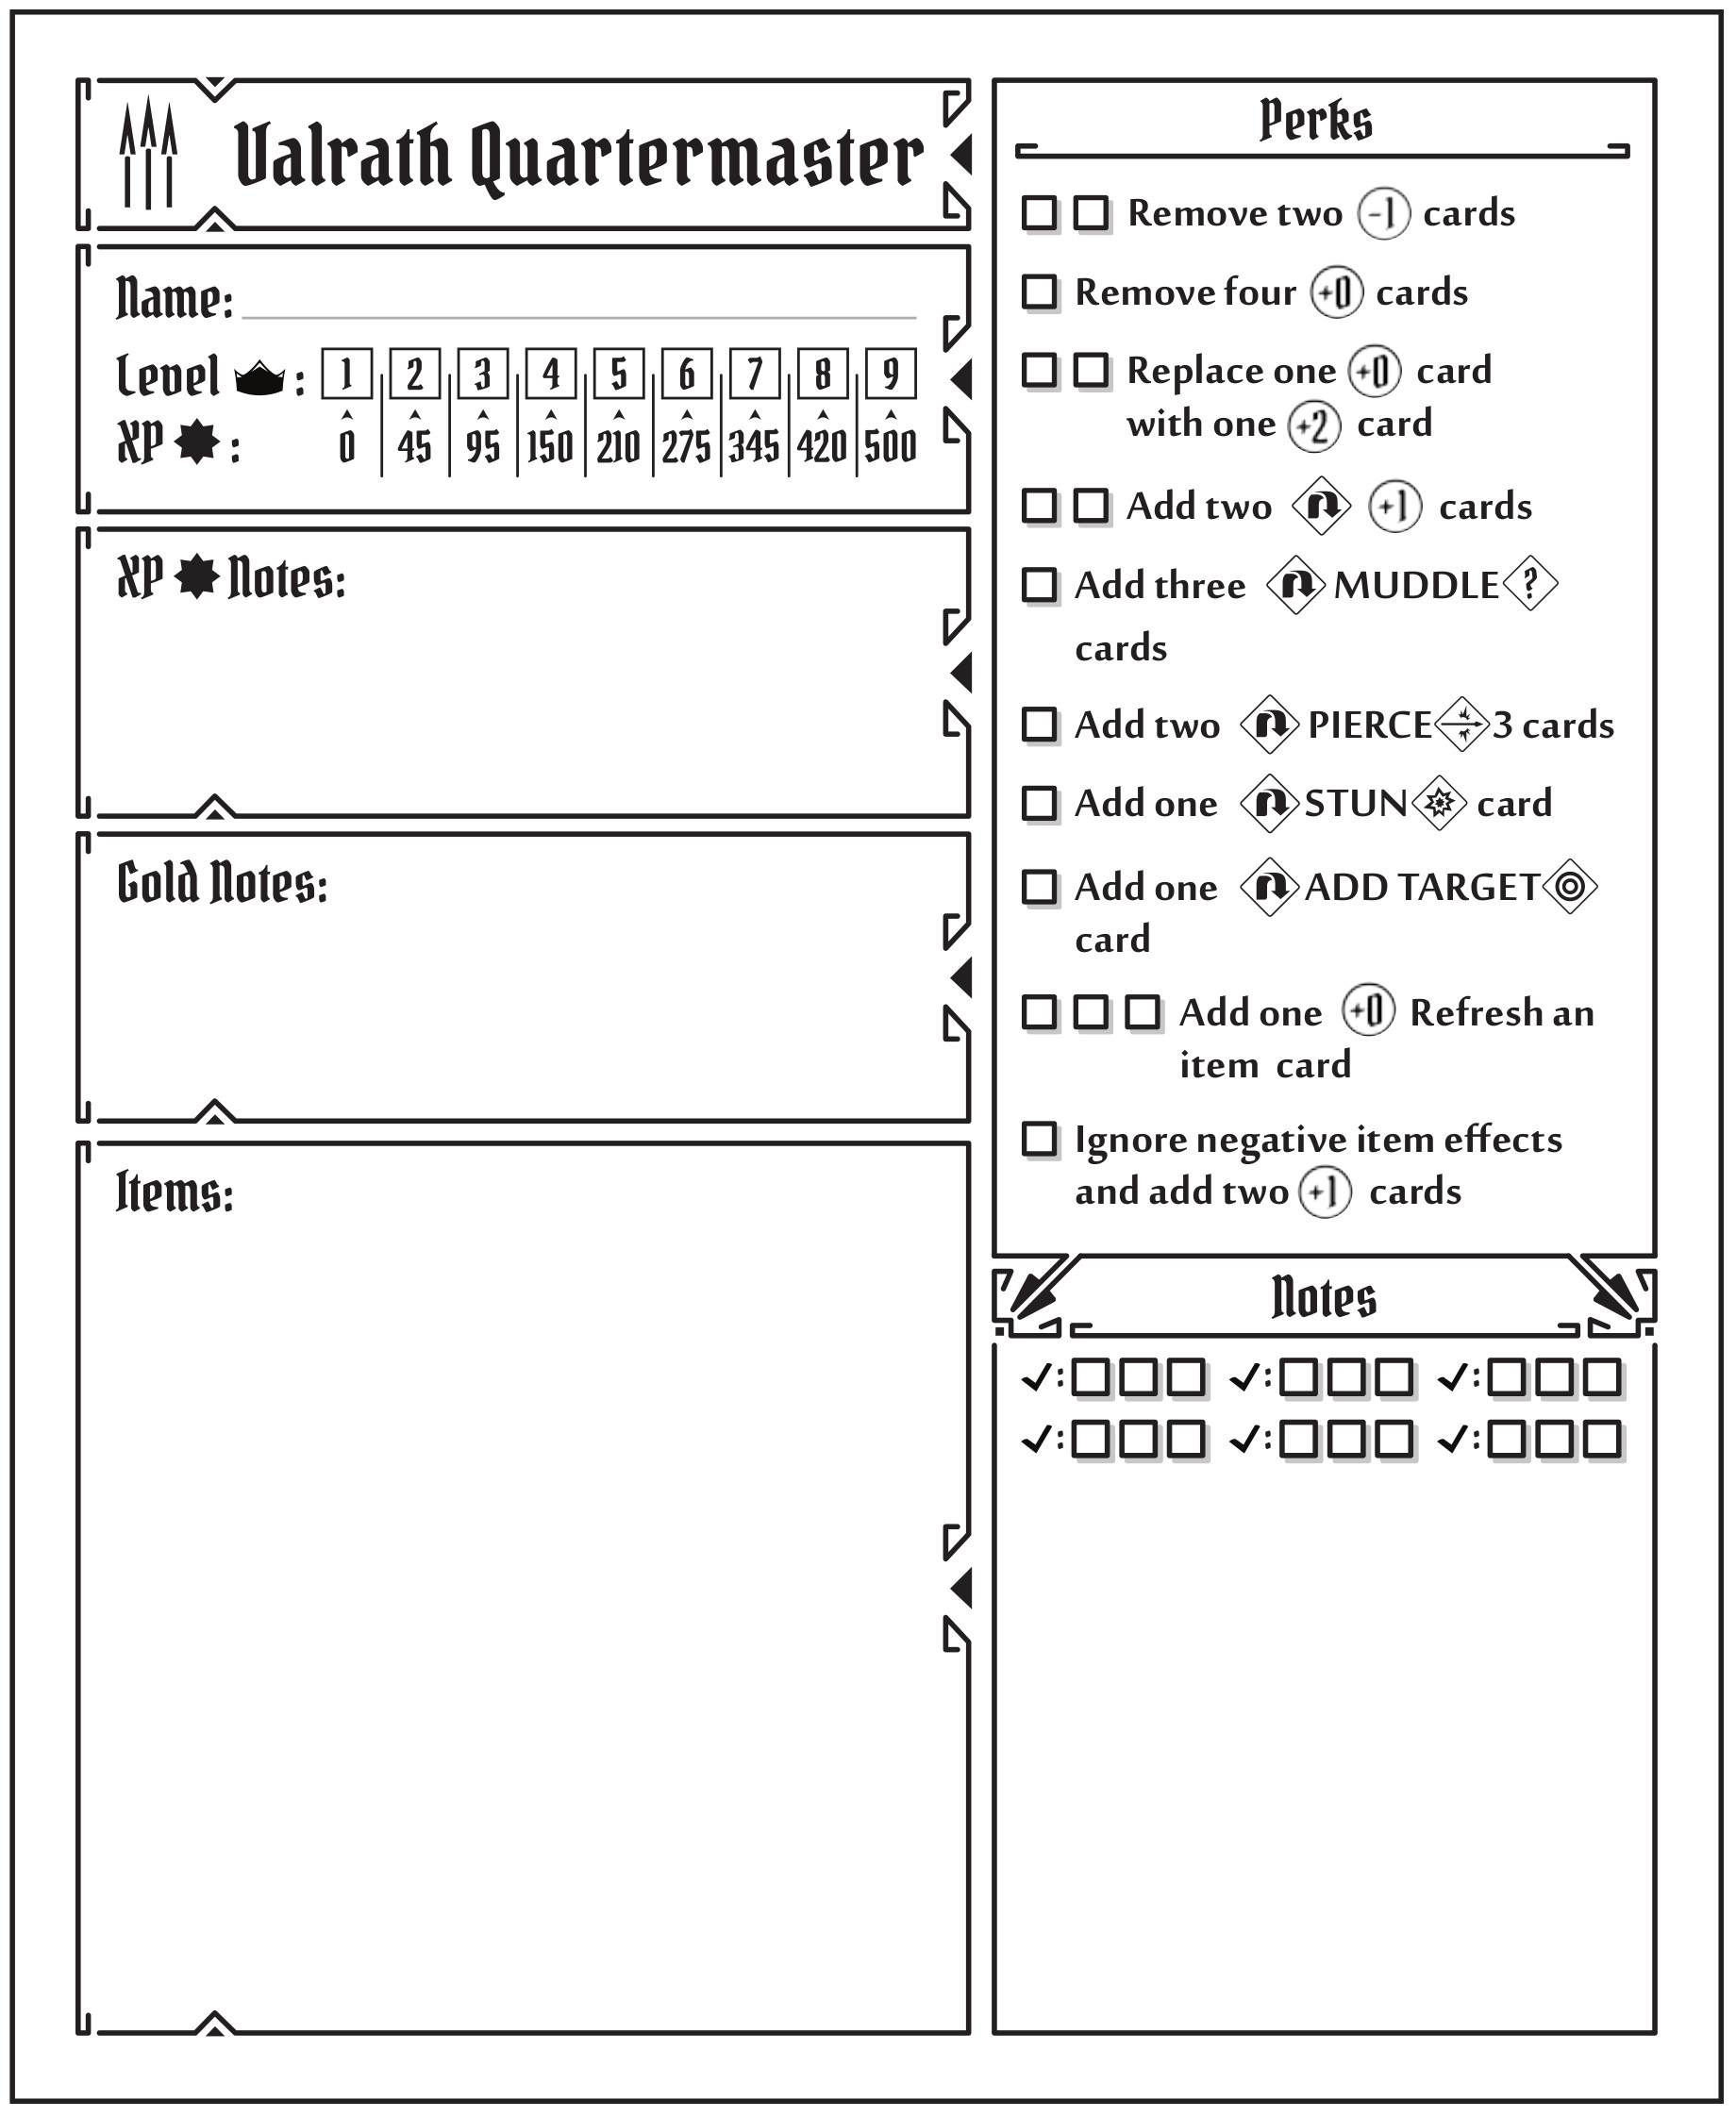 Valrath Quartermaster
Name:
Level :
1 2 3 4 5 6 7 8 9
XP :
0 45 95 150 210 275 345 420 500
XP Notes:
Gold Notes:
Items:
Perks
Remove two -1 cards
Remove four +0 cards
Replace one +0 card
with one +2 card
Add two +1 cards
Add three MUDDLE ?
cards
Add two PIERCE 3 cards
Add one STUN card
Add one ADD TARGET
card
Add one +0 Refresh an
item card
Ignore negative item effects
and add two +1 cards
Notes
✓: ✓: ✓:
✓: ✓: ✓: